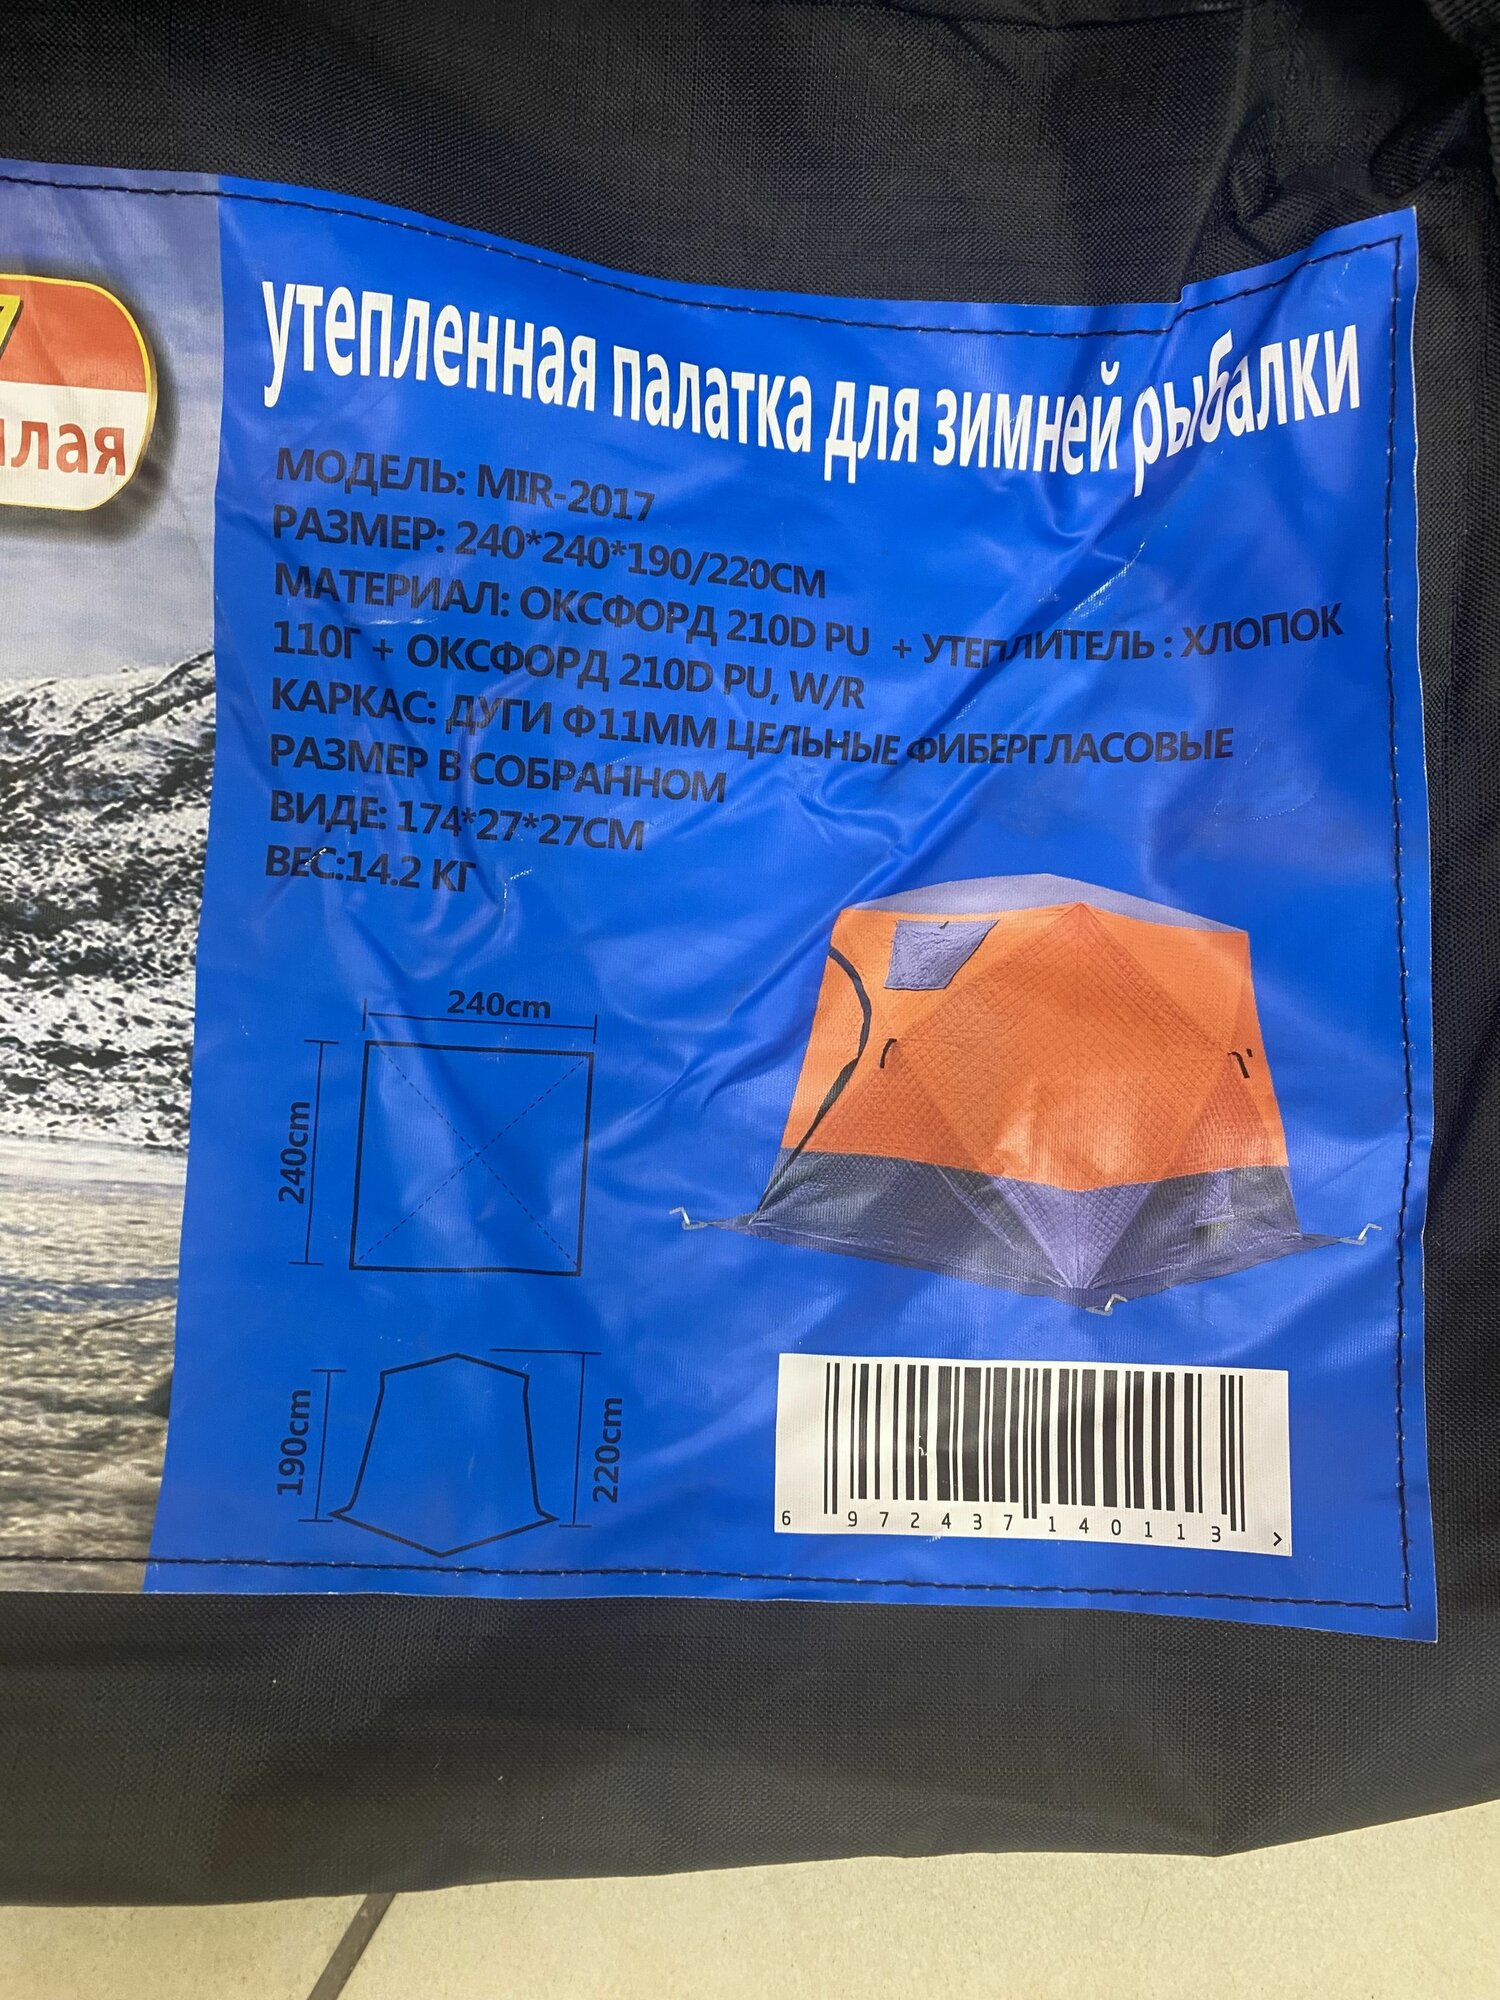 7
утепленная палатка для зимней рыбалки
МОДЕЛЬ: MIR-2017
РАЗМЕР: 240*240*190/220СМ
МАТЕРИАЛ: ОКСФОРД 210D PU + УТЕПЛИТЕЛЬ : ХЛОПОК
110Г + ОКСФОРД 210D PU, W/R
КАРКАС: ДУГИ Ф11ММ ЦЕЛЬНЫЕ ФИБЕРГЛАСОВЫЕ
РАЗМЕР В СОБРАННОМ
ВИДЕ: 174*27*27СМ
ВЕС:14.2 КГ
240cm
240cm
190cm
220cm
6 972437 140113 >